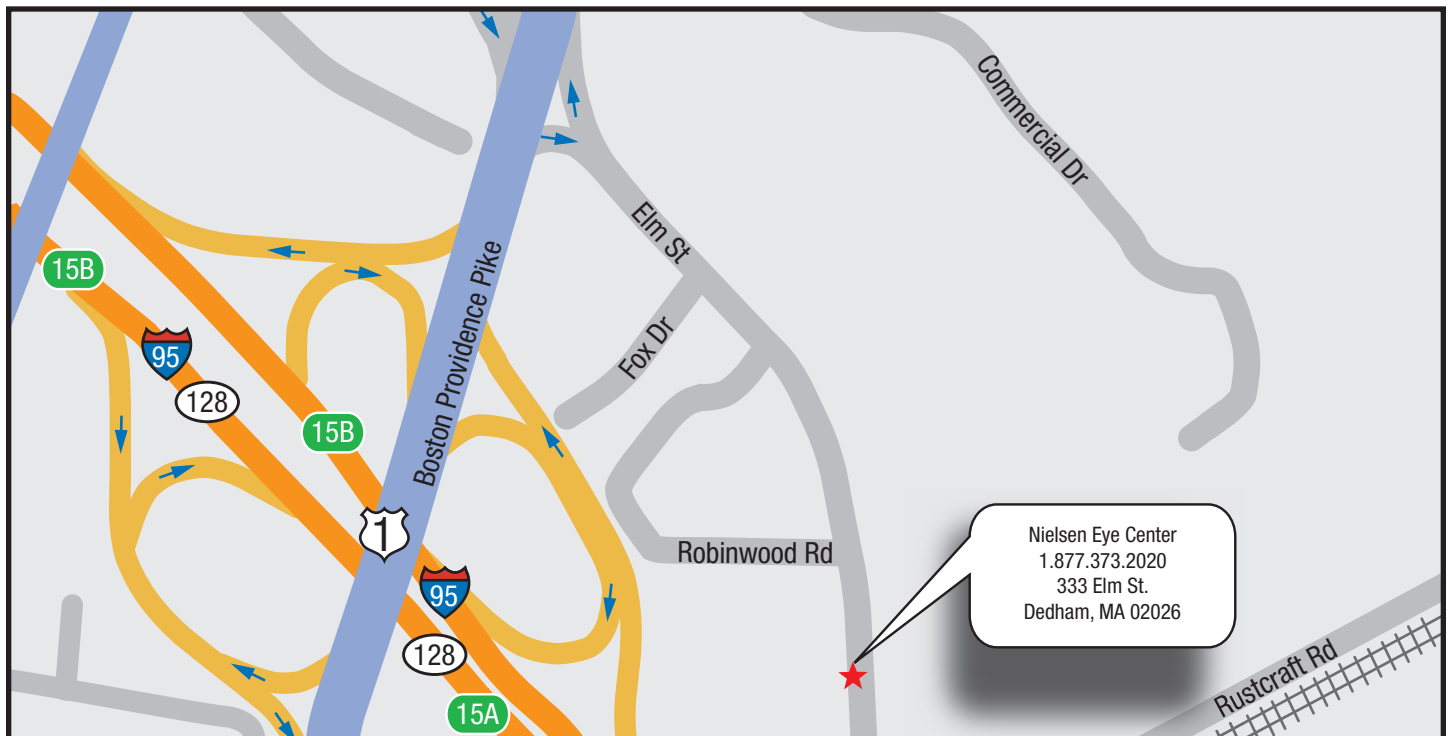 Commercial Dr
Elm St
15B
Boston Providence Pike
95
Fox Dr
128
15B
1
Nielsen Eye Center
1.877.373.2020
333 Elm St.
Dedham, MA 02026
Robinwood Rd
95
128
Rustcraft Rd
15A